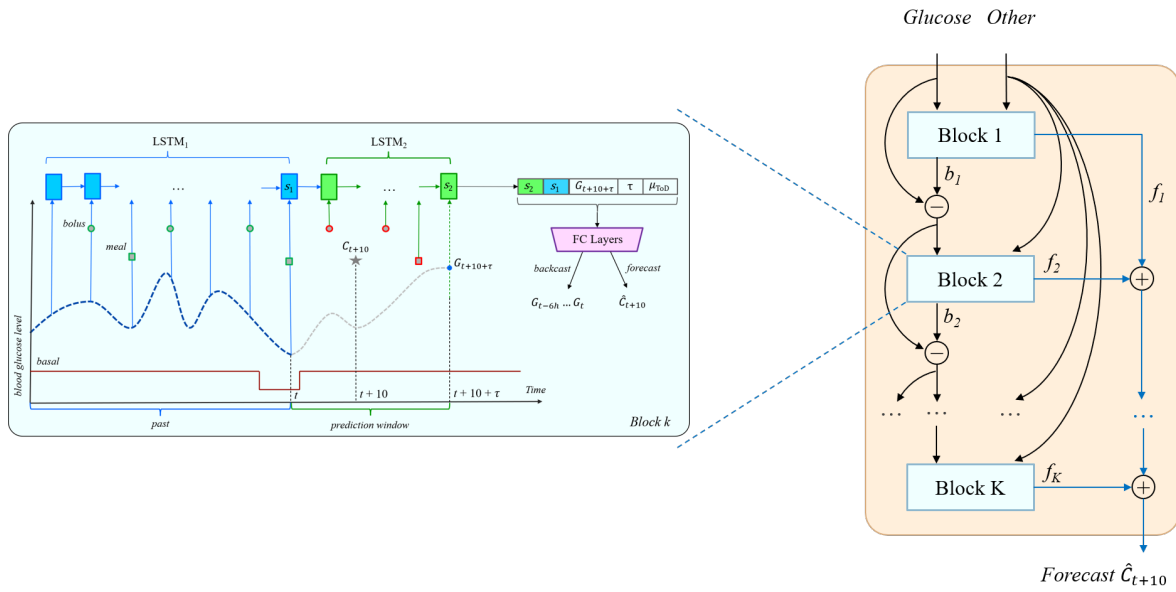 Glucose Other
Block 1
b₁
f₁
Block 2
f₂
b₂
...
... ... ...
Block K
f_K
Forecast Ĉ_{t+10}
LSTM₁
LSTM₂
... s₁ ... s₂
s₂ s₁ G_{t+10+τ} τ μ_{ToD}
bolus
meal
C_{t+10}
G_{t+10+τ}
FC Layers
backcast forecast
G_{t−6h} … G_t Ĉ_{t+10}
blood glucose level
basal
t t + 10 t + 10 + τ Time
past prediction window Block k